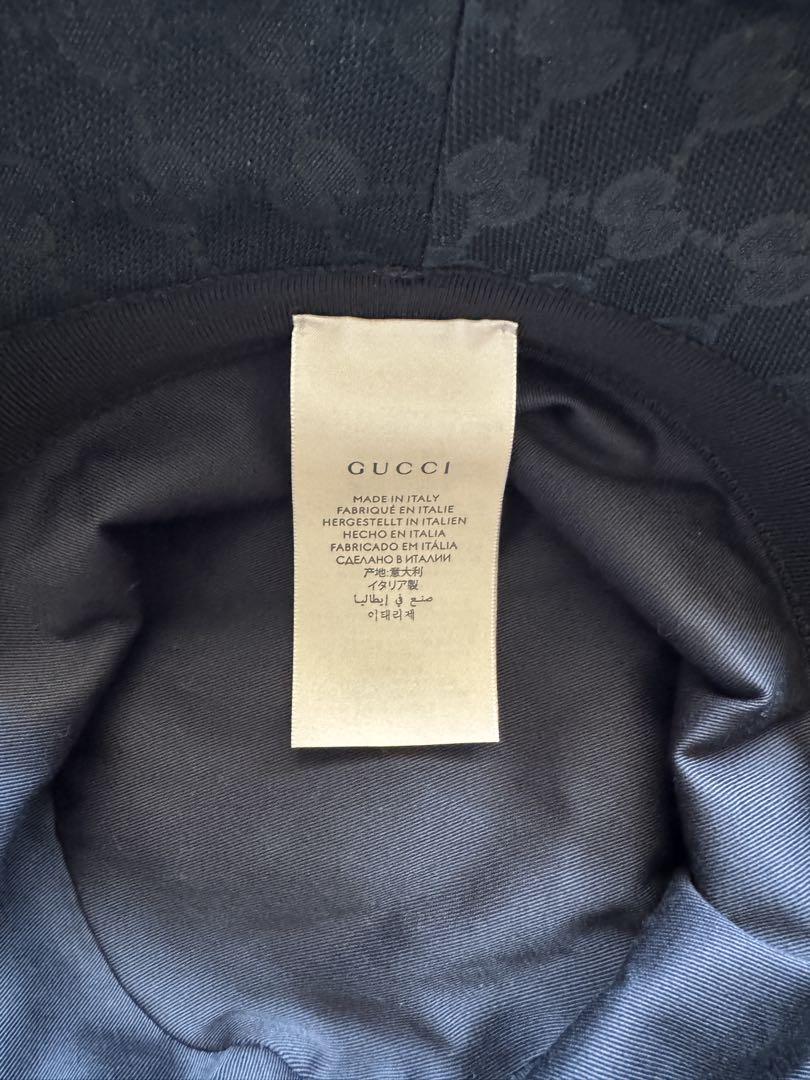 GUCCI
MADE IN ITALY
FABRIQUÉ EN ITALIE
HERGESTELLT IN ITALIEN
HECHO EN ITALIA
FABRICADO EM ITÁLIA
СДЕЛАНО В ИТАЛИИ
产地:意大利
イタリア製
صنع في إيطاليا
이태리제